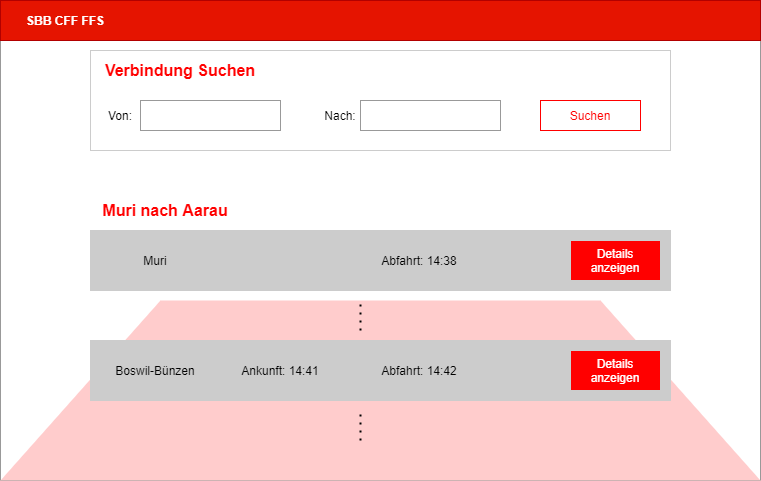 SBB CFF FFS
Verbindung Suchen
Von:
Nach:
Suchen
Muri nach Aarau
Muri
Abfahrt: 14:38
Details
anzeigen
Boswil-Bünzen
Ankunft: 14:41
Abfahrt: 14:42
Details
anzeigen